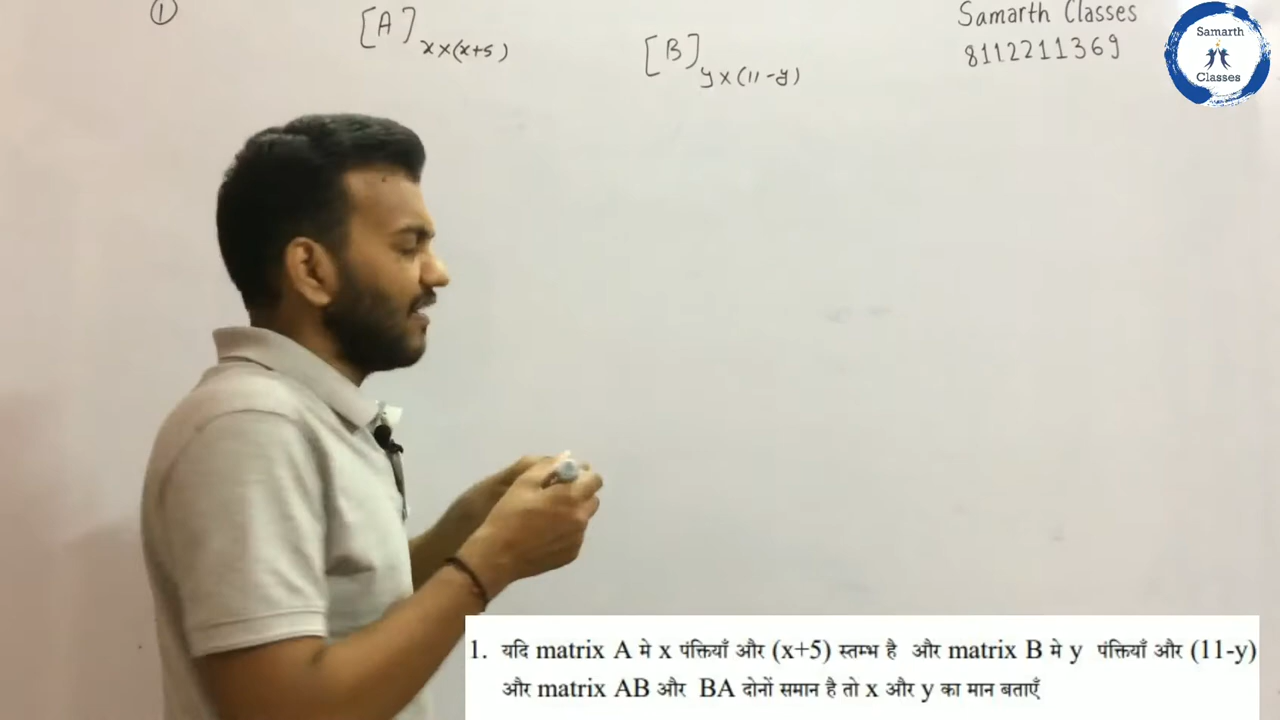 ①
[A] x×(x+5)
[B] y×(11-y)
Samarth Classes
8112211369
Samarth
Classes
1. यदि matrix A मे x पंक्तियाँ और (x+5) स्तम्भ है और matrix B मे y पंक्तियाँ और (11-y)
और matrix AB और BA दोनों समान है तो x और y का मान बताएँ